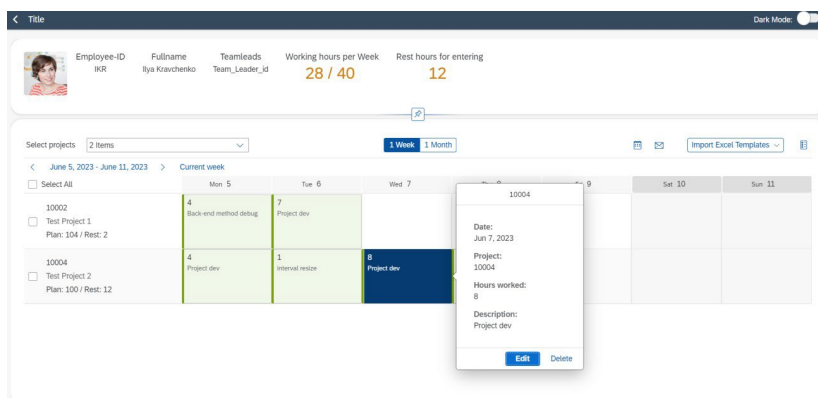 Title
Dark Mode:
Employee-ID
IKR
Fullname
Ilya Kravchenko
Teamleads
Team_Leader_id
Working hours per Week
28 / 40
Rest hours for entering
12
Select projects
2 Items
1 Week
1 Month
Import Excel Templates
June 5, 2023 - June 11, 2023
Current week
Select All
Mon 5
Tue 6
Wed 7
9
Sat 10
Sun 11
10002
Test Project 1
Plan: 104 / Rest: 2
4
Back-end method debug
7
Project dev
10004
Test Project 2
Plan: 100 / Rest: 12
4
Project dev
1
Interval resize
8
Project dev
10004
Date:
Jun 7, 2023
Project:
10004
Hours worked:
8
Description:
Project dev
Edit
Delete